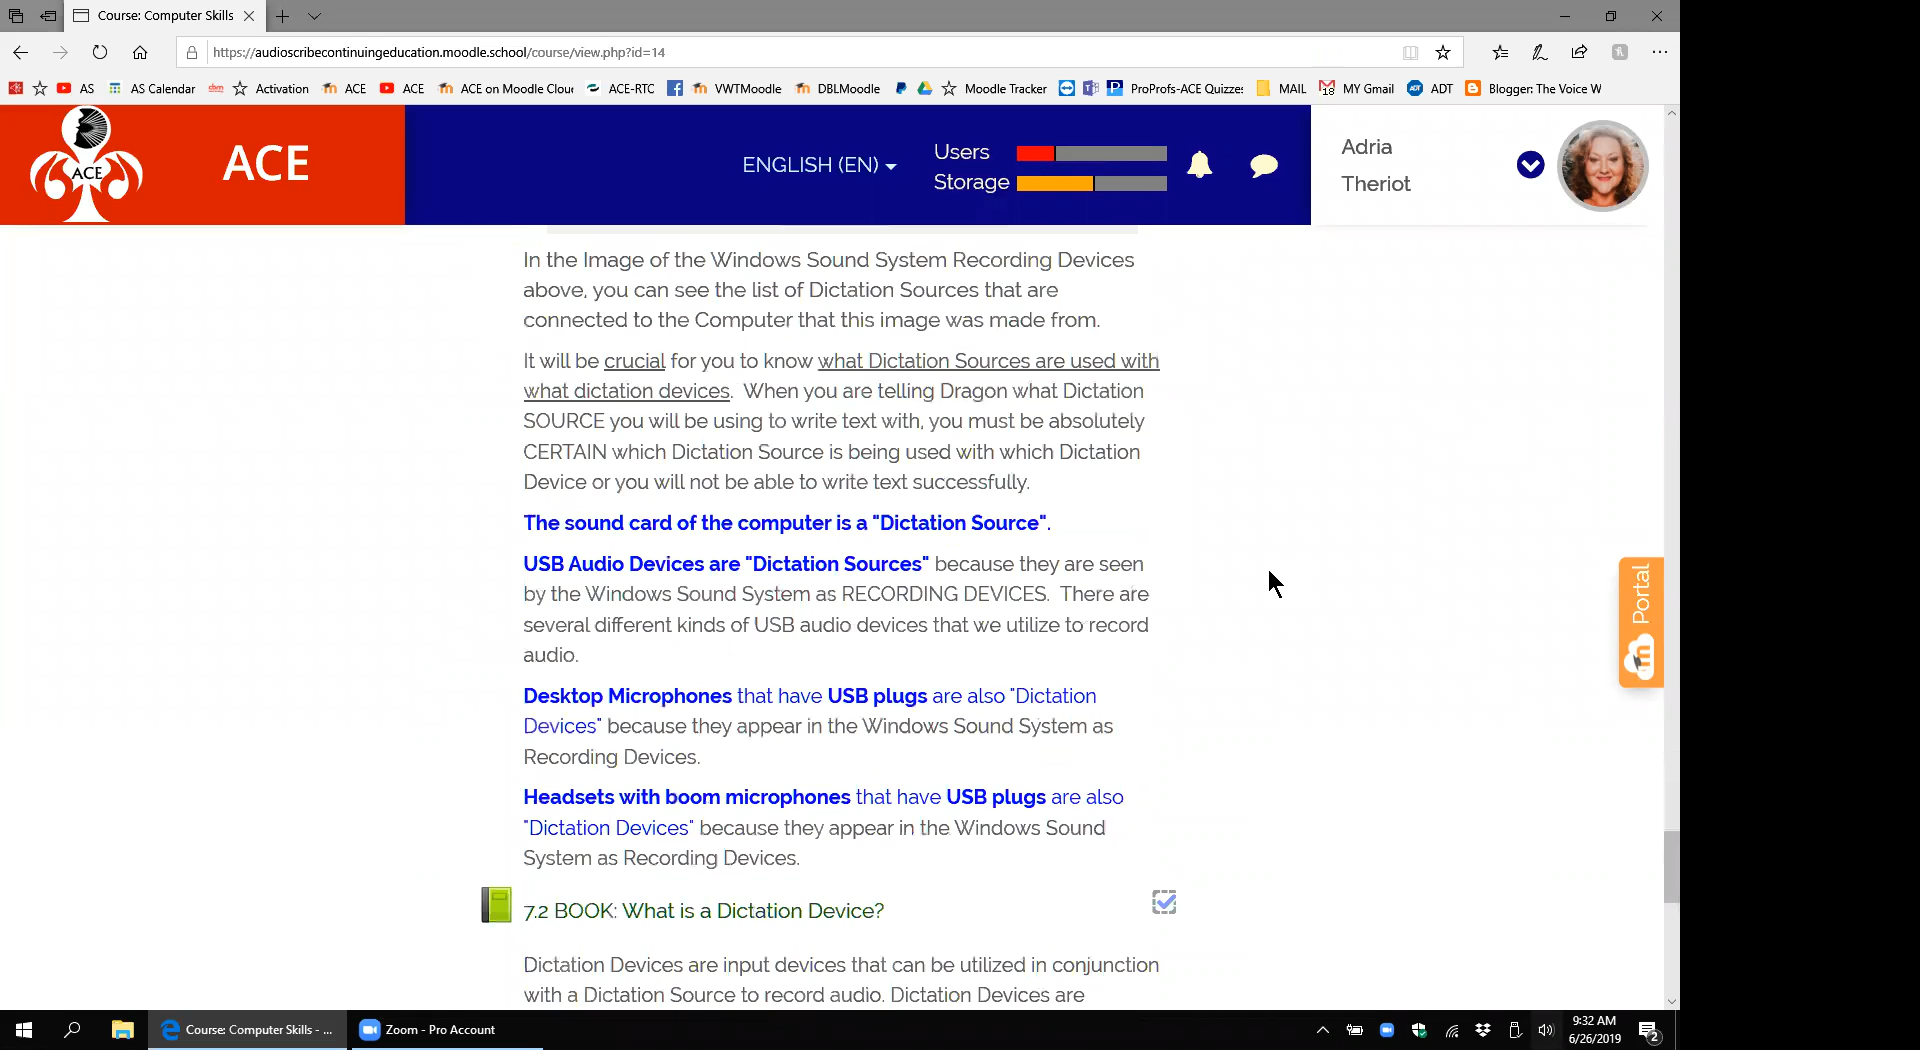 Course: Computer Skills
https://audioscribecontinuingeducation.moodle.school/course/view.php?id=14
AS AS Calendar cbm Activation ACE ACE ACE on Moodle Clou ACE-RTC VWTMoodle DBLMoodle Moodle Tracker ProProfs-ACE Quizzes MAIL 18 MY Gmail ADT ADT Blogger: The Voice W
ACE
ACE
ENGLISH (EN)
Users
Storage
Adria
Theriot
In the Image of the Windows Sound System Recording Devices
above, you can see the list of Dictation Sources that are
connected to the Computer that this image was made from.
It will be crucial for you to know what Dictation Sources are used with
what dictation devices. When you are telling Dragon what Dictation
SOURCE you will be using to write text with, you must be absolutely
CERTAIN which Dictation Source is being used with which Dictation
Device or you will not be able to write text successfully.
The sound card of the computer is a "Dictation Source".
USB Audio Devices are "Dictation Sources" because they are seen
by the Windows Sound System as RECORDING DEVICES. There are
several different kinds of USB audio devices that we utilize to record
audio.
Desktop Microphones that have USB plugs are also "Dictation
Devices" because they appear in the Windows Sound System as
Recording Devices.
Headsets with boom microphones that have USB plugs are also
"Dictation Devices" because they appear in the Windows Sound
System as Recording Devices.
7.2 BOOK: What is a Dictation Device?
Dictation Devices are input devices that can be utilized in conjunction
with a Dictation Source to record audio. Dictation Devices are
Portal
m
Course: Computer Skills - ...
Zoom - Pro Account
9:32 AM
6/26/2019
2